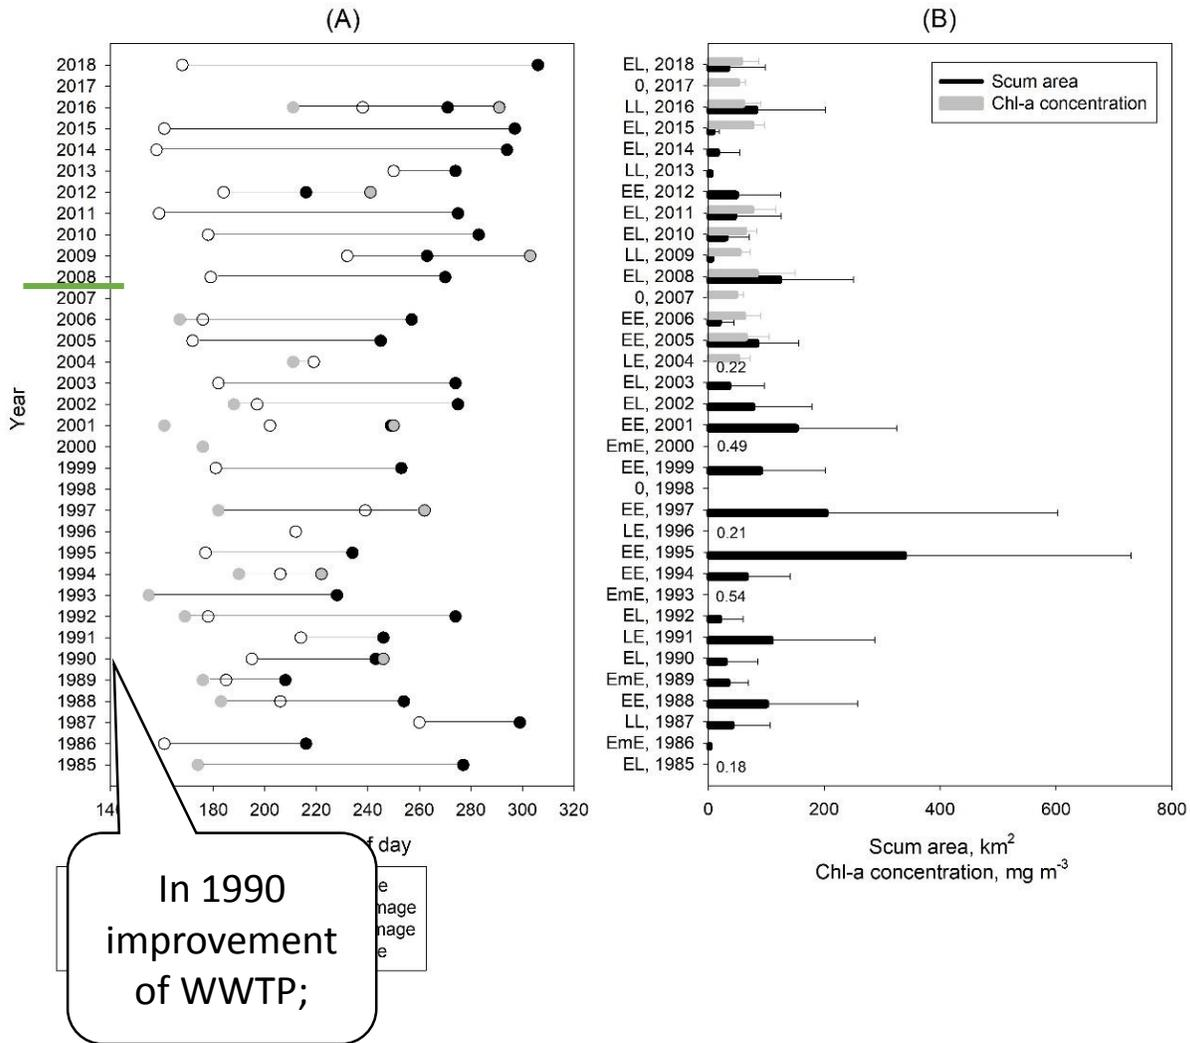 (A)
Year
2018
2017
2016
2015
2014
2013
2012
2011
2010
2009
2008
2007
2006
2005
2004
2003
2002
2001
2000
1999
1998
1997
1996
1995
1994
1993
1992
1991
1990
1989
1988
1987
1986
1985
180 200 220 240 260 280 300 320
day
mage
mage
In 1990
improvement
of WWTP;
(B)
Scum area
Chl-a concentration
EL, 2018
0, 2017
LL, 2016
EL, 2015
EL, 2014
LL, 2013
EE, 2012
EL, 2011
EL, 2010
LL, 2009
EL, 2008
0, 2007
EE, 2006
EE, 2005
LE, 2004
0.22
EL, 2003
EL, 2002
EE, 2001
EmE, 2000
0.49
EE, 1999
0, 1998
EE, 1997
LE, 1996
0.21
EE, 1995
EE, 1994
EmE, 1993
0.54
EL, 1992
LE, 1991
EL, 1990
EmE, 1989
EE, 1988
LL, 1987
EmE, 1986
EL, 1985
0.18
0 200 400 600 800
Scum area, km²
Chl-a concentration, mg m⁻³